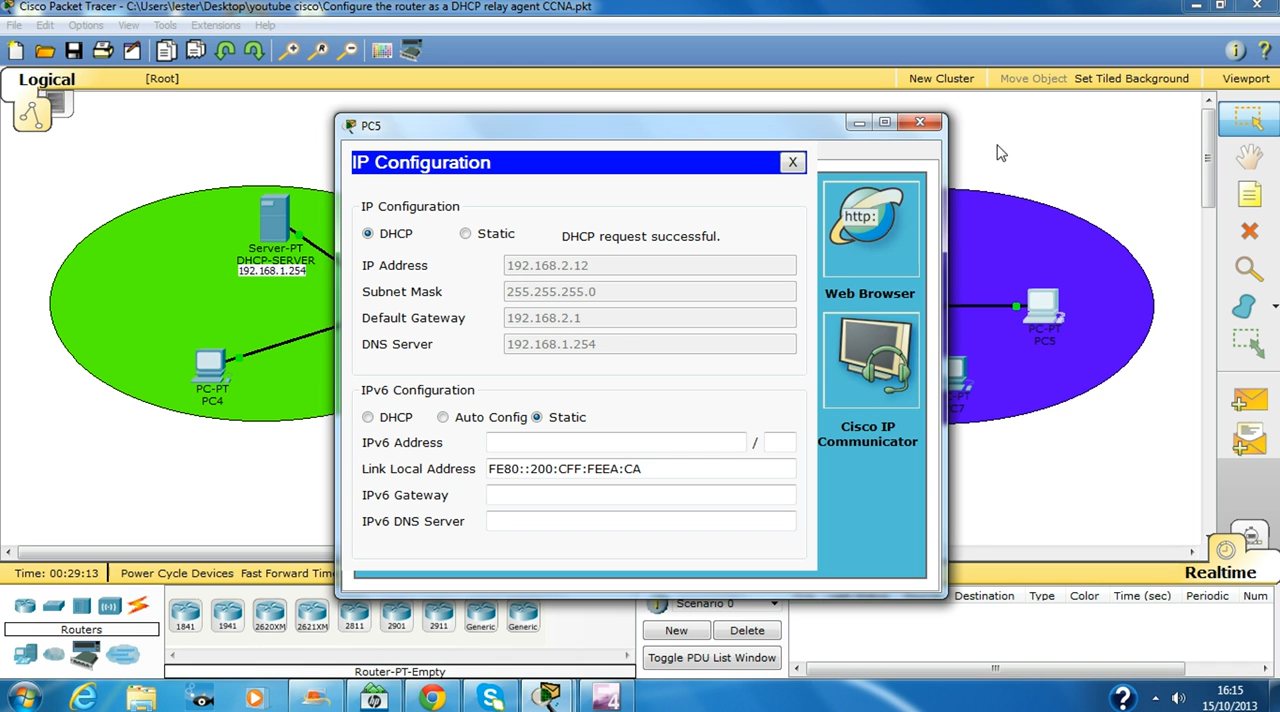 Cisco Packet Tracer - C:\Users\lester\Desktop\youtube cisco\Configure the router as a DHCP relay agent CCNA.pkt
File Edit Options View Tools Extensions Help
Logical [Root] New Cluster Move Object Set Tiled Background Viewport
PC5
IP Configuration X
IP Configuration
DHCP Static DHCP request successful.
IP Address 192.168.2.12
Subnet Mask 255.255.255.0
Default Gateway 192.168.2.1
DNS Server 192.168.1.254
IPv6 Configuration
DHCP Auto Config Static
IPv6 Address /
Link Local Address FE80::200:CFF:FEEA:CA
IPv6 Gateway
IPv6 DNS Server
http:
Web Browser
Cisco IP
Communicator
Server-PT
DHCP-SERVER
192.168.1.254
PC-PT
PC4
PC-PT
PC5
Time: 00:29:13 Power Cycle Devices Fast Forward
Realtime
Routers
1841 1941 2620XM 2621XM 2811 2901 2911 Generic Generic
Router-PT-Empty
Scenario 0
New Delete
Toggle PDU List Window
Destination Type Color Time (sec) Periodic Num
16:15
15/10/2013